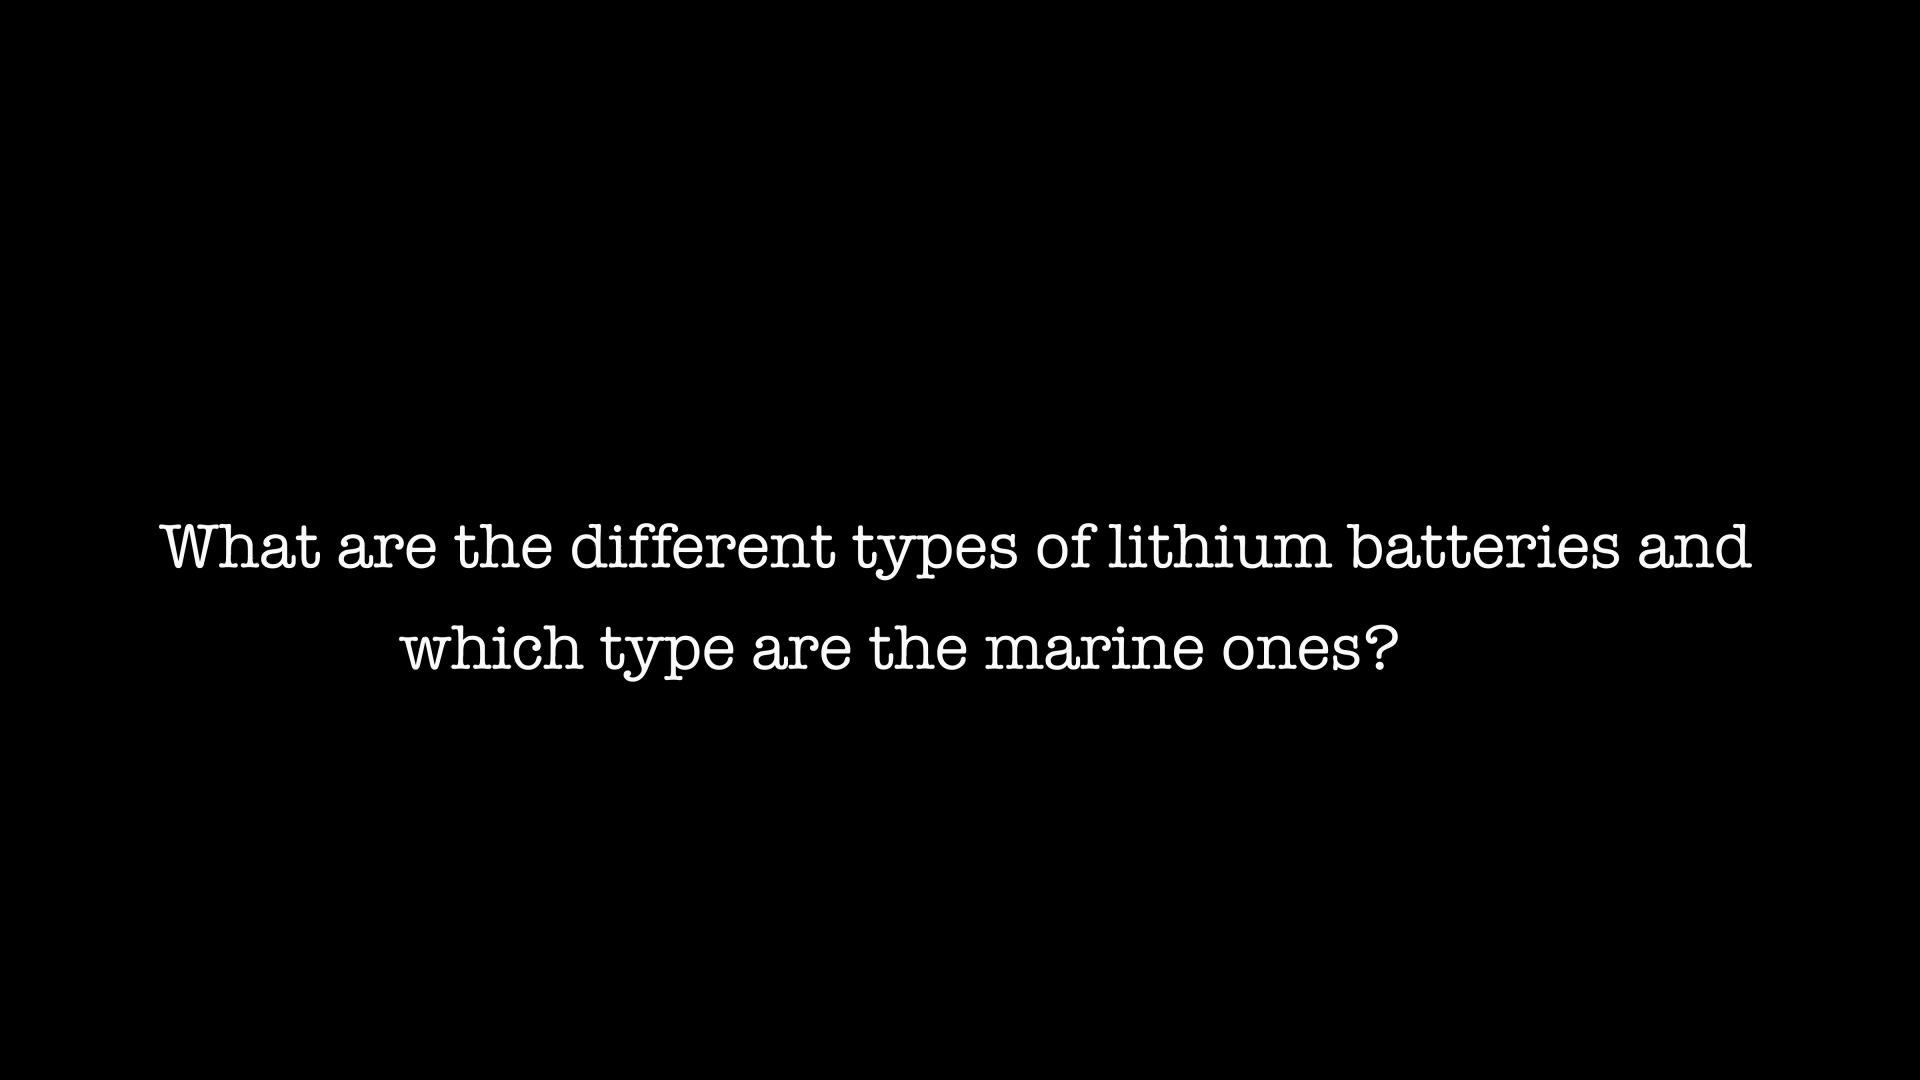 What are the different types of lithium batteries and
which type are the marine ones?